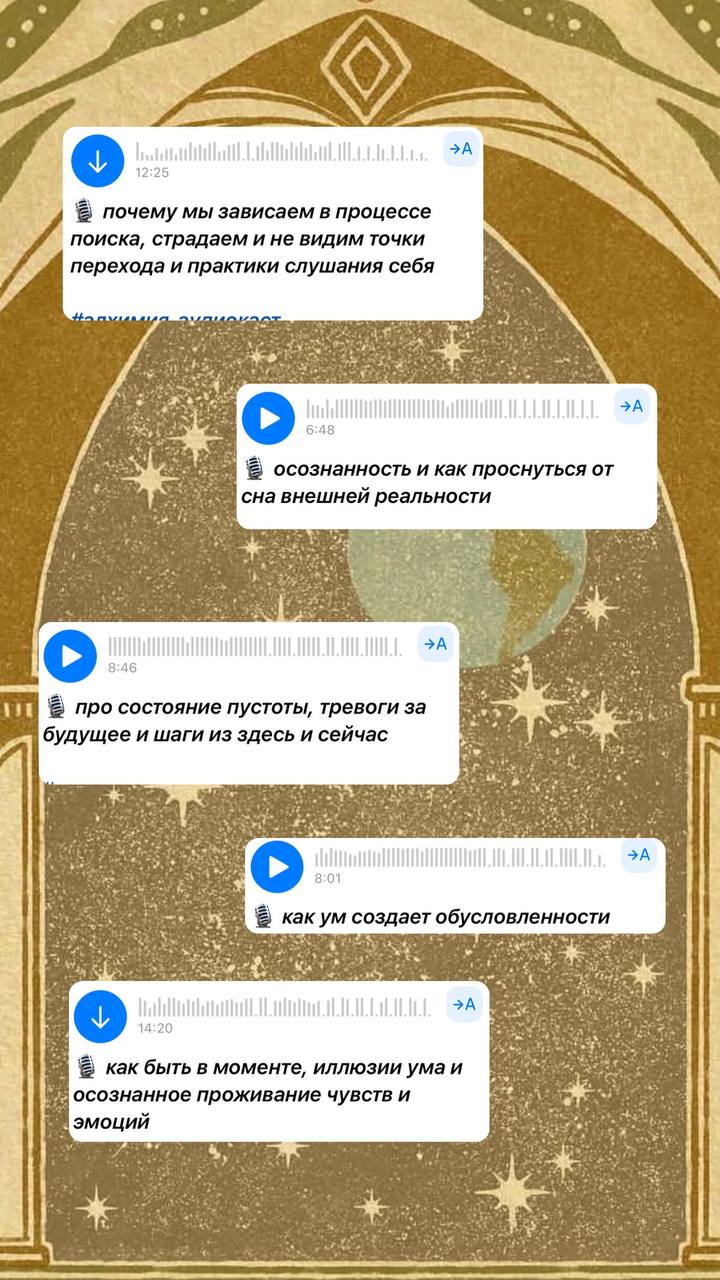 →A
12:25
🎙 почему мы зависаем в процессе
поиска, страдаем и не видим точки
перехода и практики слушания себя
#алхимия_аудиокаст
→A
6:48
🎙 осознанность и как проснуться от
сна внешней реальности
→A
8:46
🎙 про состояние пустоты, тревоги за
будущее и шаги из здесь и сейчас
→A
8:01
🎙 как ум создает обусловленности
→A
14:20
🎙 как быть в моменте, иллюзии ума и
осознанное проживание чувств и
эмоций